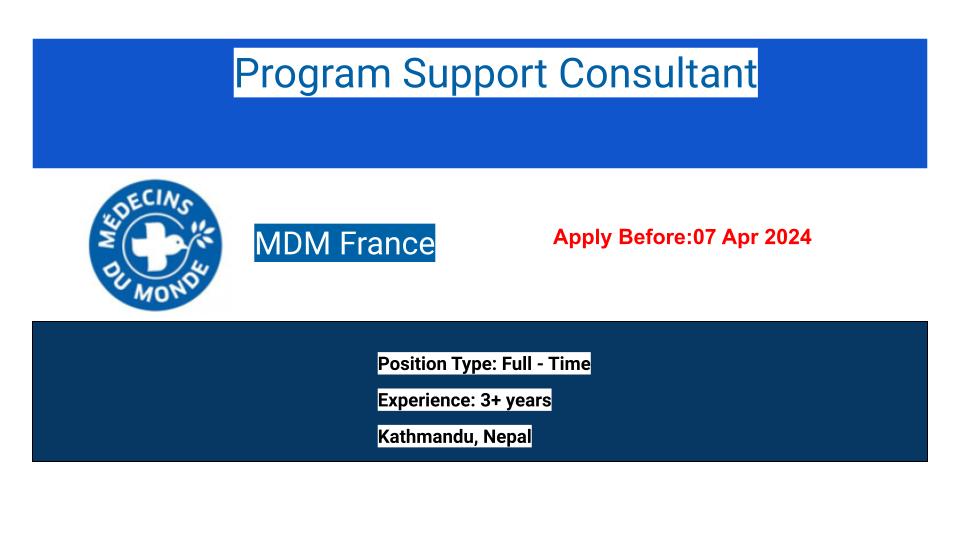 Program Support Consultant
MÉDECINS
DU MONDE
MDM France
Apply Before:07 Apr 2024
Position Type: Full - Time
Experience: 3+ years
Kathmandu, Nepal